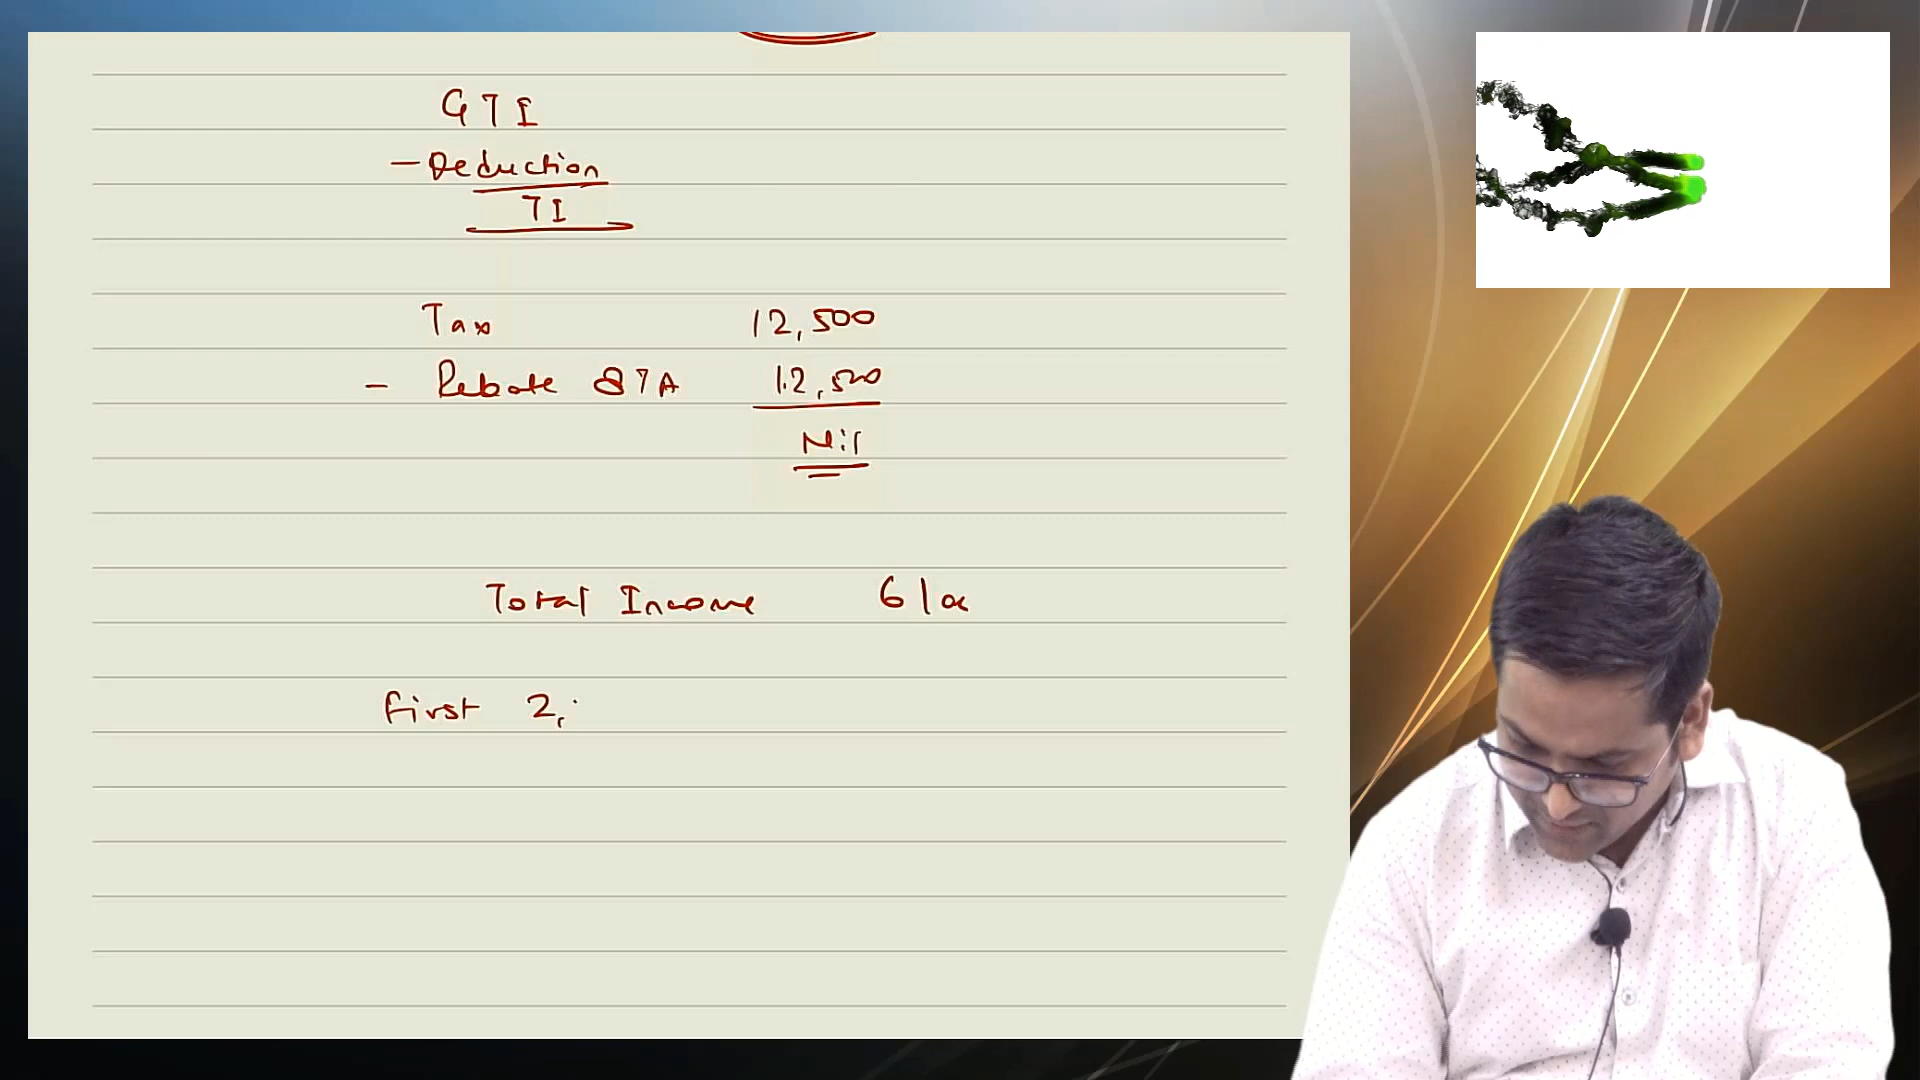 GTI
- Deduction
TI
Tax 12,500
- Rebate 87A 12,500
Nil
Total Income 6 lac
first 2,